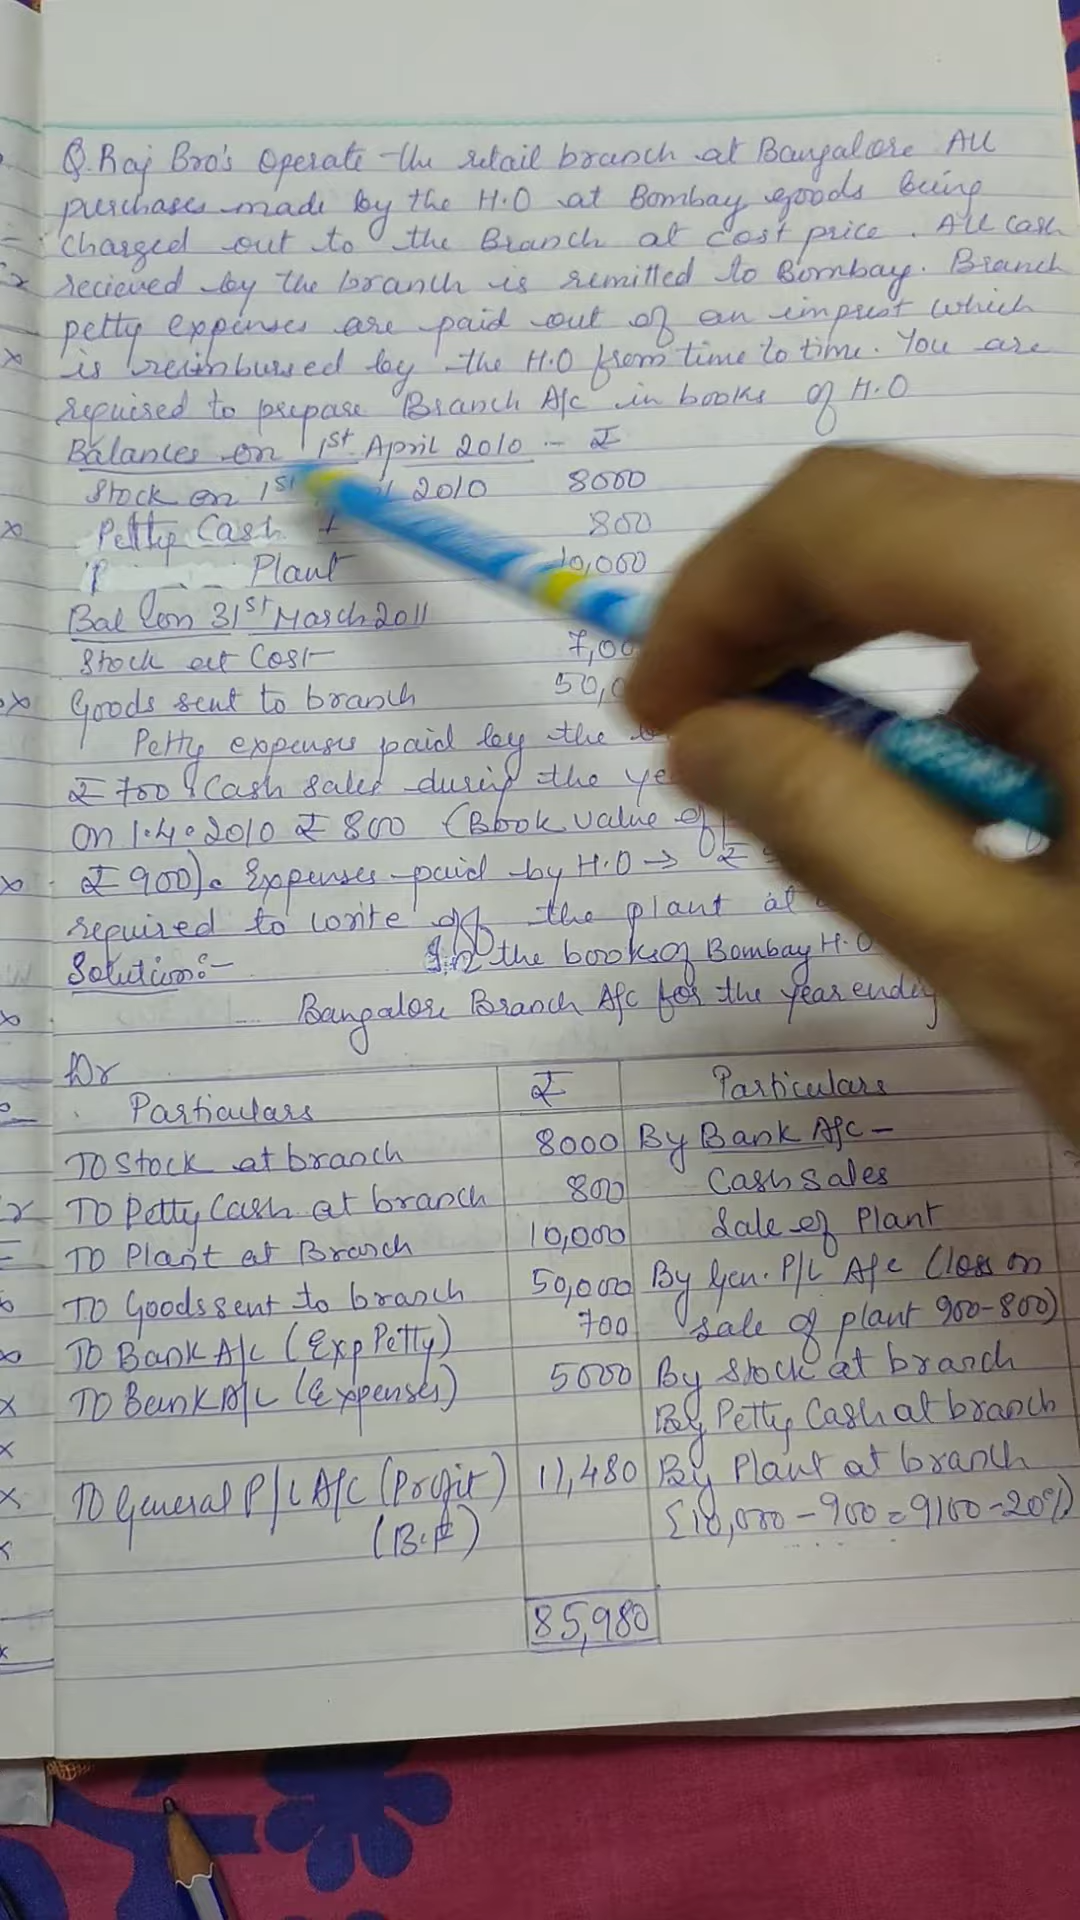 Q. Raj Bro's Operate the retail branch at Bangalore All
purchases made by the H.O at Bombay goods being
charged out to the Branch at cost price. All cash
recieved by the branch is remitted to Bombay. Branch
petty expenses are paid out of an imprest which
is reimbursed by the H.O from time to time. You are
required to prepare Branch A/c in books of H.O
Balances on 1st April 2010 - ₹
Stock on 1st 2010 8000
Petty Cash 800
Plant 10,000
Bal on 31st March 2011
Stock at Cost 7,00
Goods sent to branch 50,0
Petty expenses paid by the
₹ 700 Cash sales during the ye
on 1.4.2010 ₹ 800 (Book value of
₹ 900). Expenses paid by H.O → ₹
required to write off the plant at
Solution:- In the books of Bombay H.O
Bangalore Branch A/c for the year ending
Dr
Particulars ₹ Particulars
To Stock at branch 8000 By Bank A/c -
To Petty Cash at branch 800 Cash sales
To Plant at Branch 10,000 Sale of Plant
To Goods sent to branch 50,000 By Gen. P/L A/c (loss on
To Bank A/c (Exp Petty) 700 sale of plant 900-800)
To Bank A/c (Expenses) 5000 By Stock at branch
By Petty Cash at branch
To General P/L A/C (Profit) 11,480 By Plant at branch
(B.F) {10,000 - 900 = 9100 - 20%)
85,980